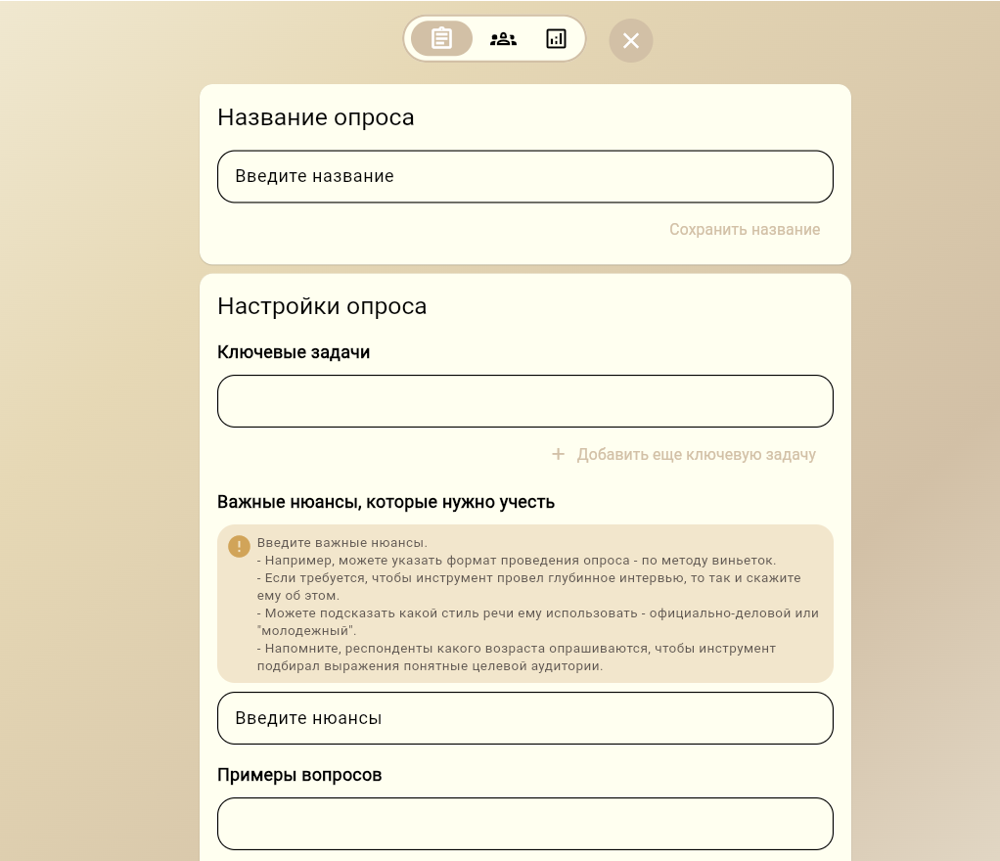 Название опроса
Введите название
Сохранить название
Настройки опроса
Ключевые задачи
+ Добавить еще ключевую задачу
Важные нюансы, которые нужно учесть
Введите важные нюансы.
- Например, можете указать формат проведения опроса - по методу виньеток.
- Если требуется, чтобы инструмент провел глубинное интервью, то так и скажите
ему об этом.
- Можете подсказать какой стиль речи ему использовать - официально-деловой или
"молодежный".
- Напомните, респонденты какого возраста опрашиваются, чтобы инструмент
подбирал выражения понятные целевой аудитории.
Введите нюансы
Примеры вопросов